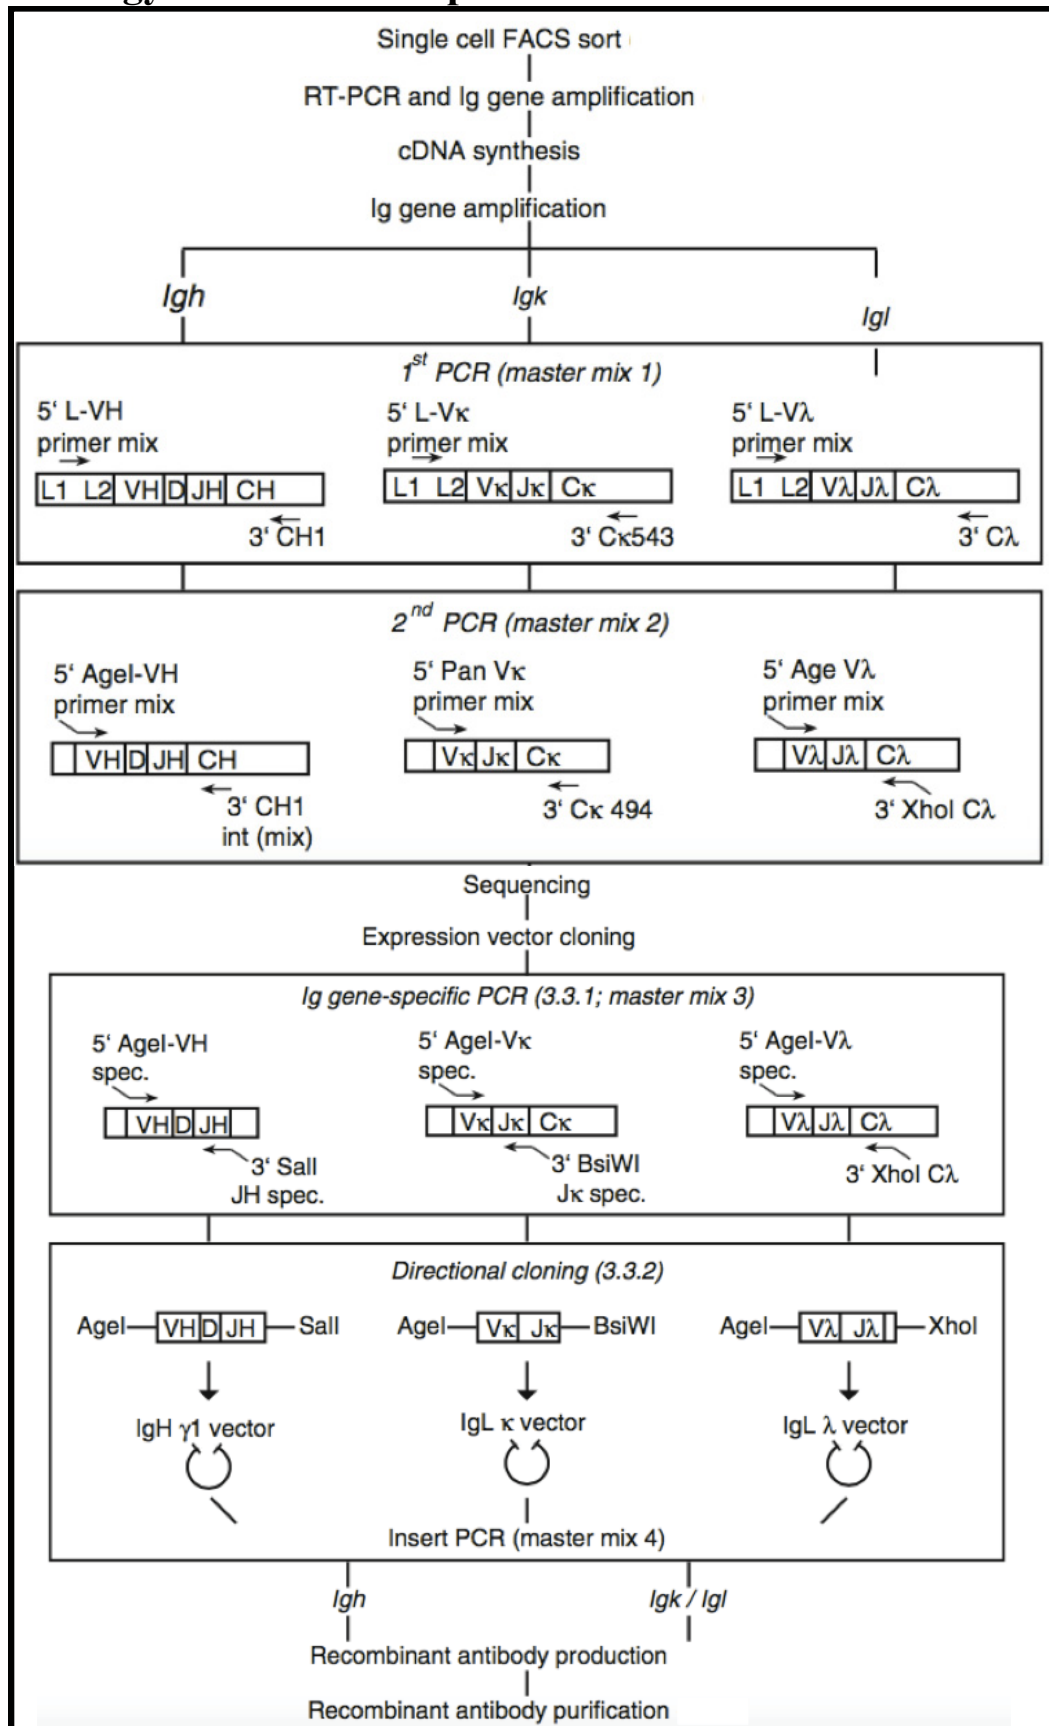 Single cell FACS sort
RT-PCR and Ig gene amplification
cDNA synthesis
Ig gene amplification
Igh
Igk
Igl
1st PCR (master mix 1)
5‘ L-VH
primer mix
5‘ L-Vκ
primer mix
5‘ L-Vλ
primer mix
L1 L2 VH D JH CH
L1 L2 Vκ Jκ Cκ
L1 L2 Vλ Jλ Cλ
3‘ CH1
3‘ Cκ543
3‘ Cλ
2nd PCR (master mix 2)
5‘ AgeI-VH
primer mix
5‘ Pan Vκ
primer mix
5‘ Age Vλ
primer mix
VH D JH CH
Vκ Jκ Cκ
Vλ Jλ Cλ
3‘ CH1
int (mix)
3‘ Cκ 494
3‘ XhoI Cλ
Sequencing
Expression vector cloning
Ig gene-specific PCR (3.3.1; master mix 3)
5‘ AgeI-VH
spec.
5‘ AgeI-Vκ
spec.
5‘ AgeI-Vλ
spec.
VH D JH
Vκ Jκ Cκ
Vλ Jλ Cλ
3‘ SalI
JH spec.
3‘ BsiWI
Jκ spec.
3‘ XhoI Cλ
Directional cloning (3.3.2)
AgeI VH D JH SalI
AgeI Vκ Jκ BsiWI
AgeI Vλ Jλ XhoI
IgH γ1 vector
IgL κ vector
IgL λ vector
Insert PCR (master mix 4)
Igh
Igk / Igl
Recombinant antibody production
Recombinant antibody purification